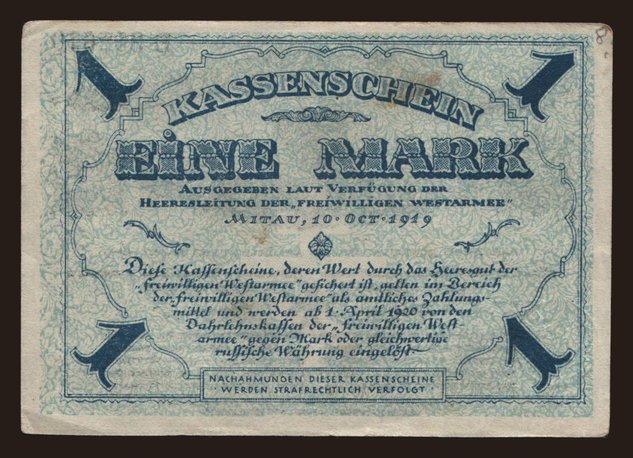 1 1
KASSENSCHEIN
EINE MARK
AUSGEGEBEN LAUT VERFÜGUNG DER
HEERESLEITUNG DER „FREIWILLIGEN WESTARMEE"
MITAU, 10·OCT·1919
Diese Kassenscheine, deren Wert durch das Heeresgut der
„freiwilligen Westarmee" gesichert ist, gelten im Bereich
der „freiwilligen Westarmee" als amtliches Zahlungs-
mittel und werden ab 1·April 1920 von den
Dahrlehnskassen der „freiwilligen West-
armee" gegen Mark oder gleichwertige
russische Währung eingelöst·
1 1
NACHAHMUNGEN DIESER KASSENSCHEINE
· WERDEN STRAFRECHTLICH VERFOLGT ·